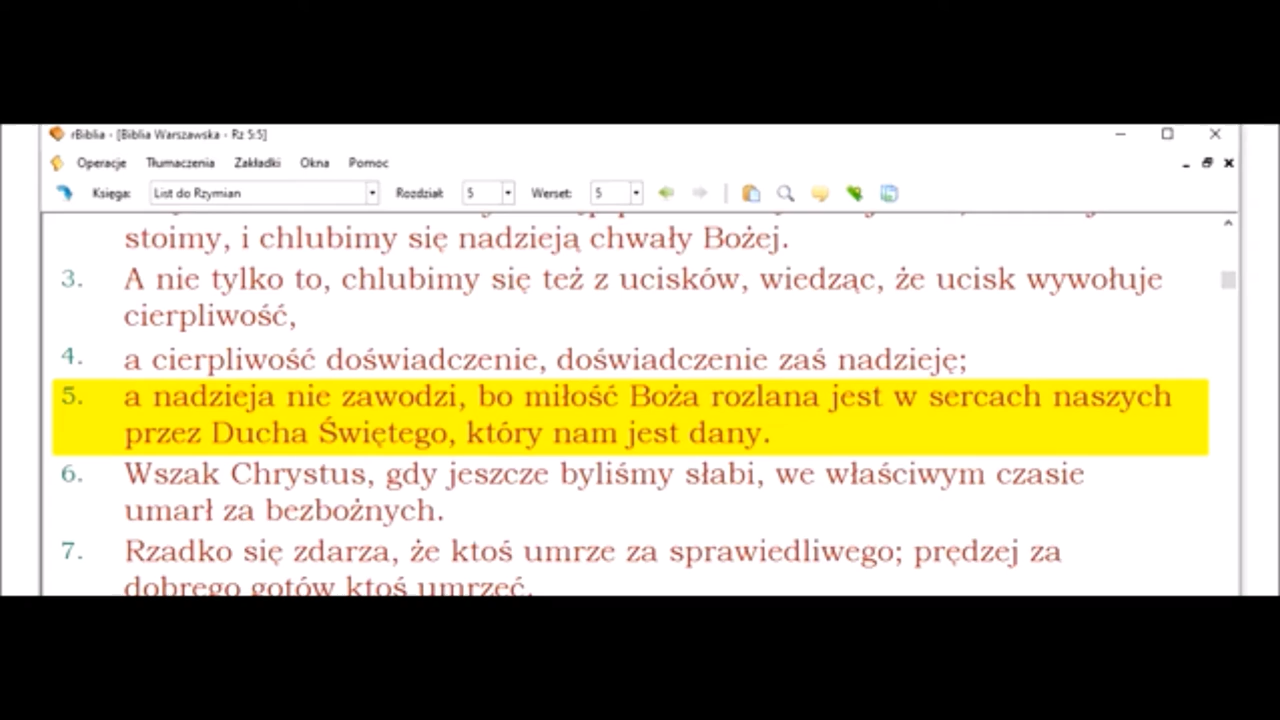 rBiblia - [Biblia Warszawska - Rz 5:5]
Operacje Tłumaczenia Zakładki Okna Pomoc
Księga: List do Rzymian Rozdział: 5 Werset: 5
stoimy, i chlubimy się nadzieją chwały Bożej.
3. A nie tylko to, chlubimy się też z ucisków, wiedząc, że ucisk wywołuje
cierpliwość,
4. a cierpliwość doświadczenie, doświadczenie zaś nadzieję;
5. a nadzieja nie zawodzi, bo miłość Boża rozlana jest w sercach naszych
przez Ducha Świętego, który nam jest dany.
6. Wszak Chrystus, gdy jeszcze byliśmy słabi, we właściwym czasie
umarł za bezbożnych.
7. Rzadko się zdarza, że ktoś umrze za sprawiedliwego; prędzej za
dobrego gotów ktoś umrzeć.